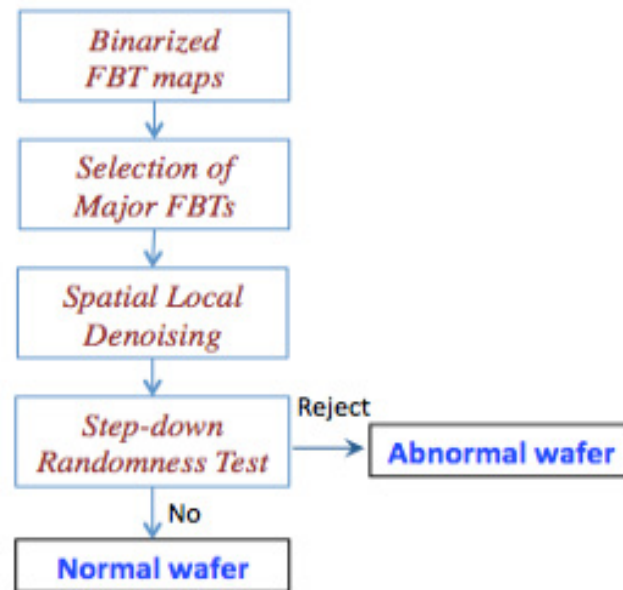 Binarized
FBT maps
Selection of
Major FBTs
Spatial Local
Denoising
Step-down
Randomness Test
Reject
Abnormal wafer
No
Normal wafer